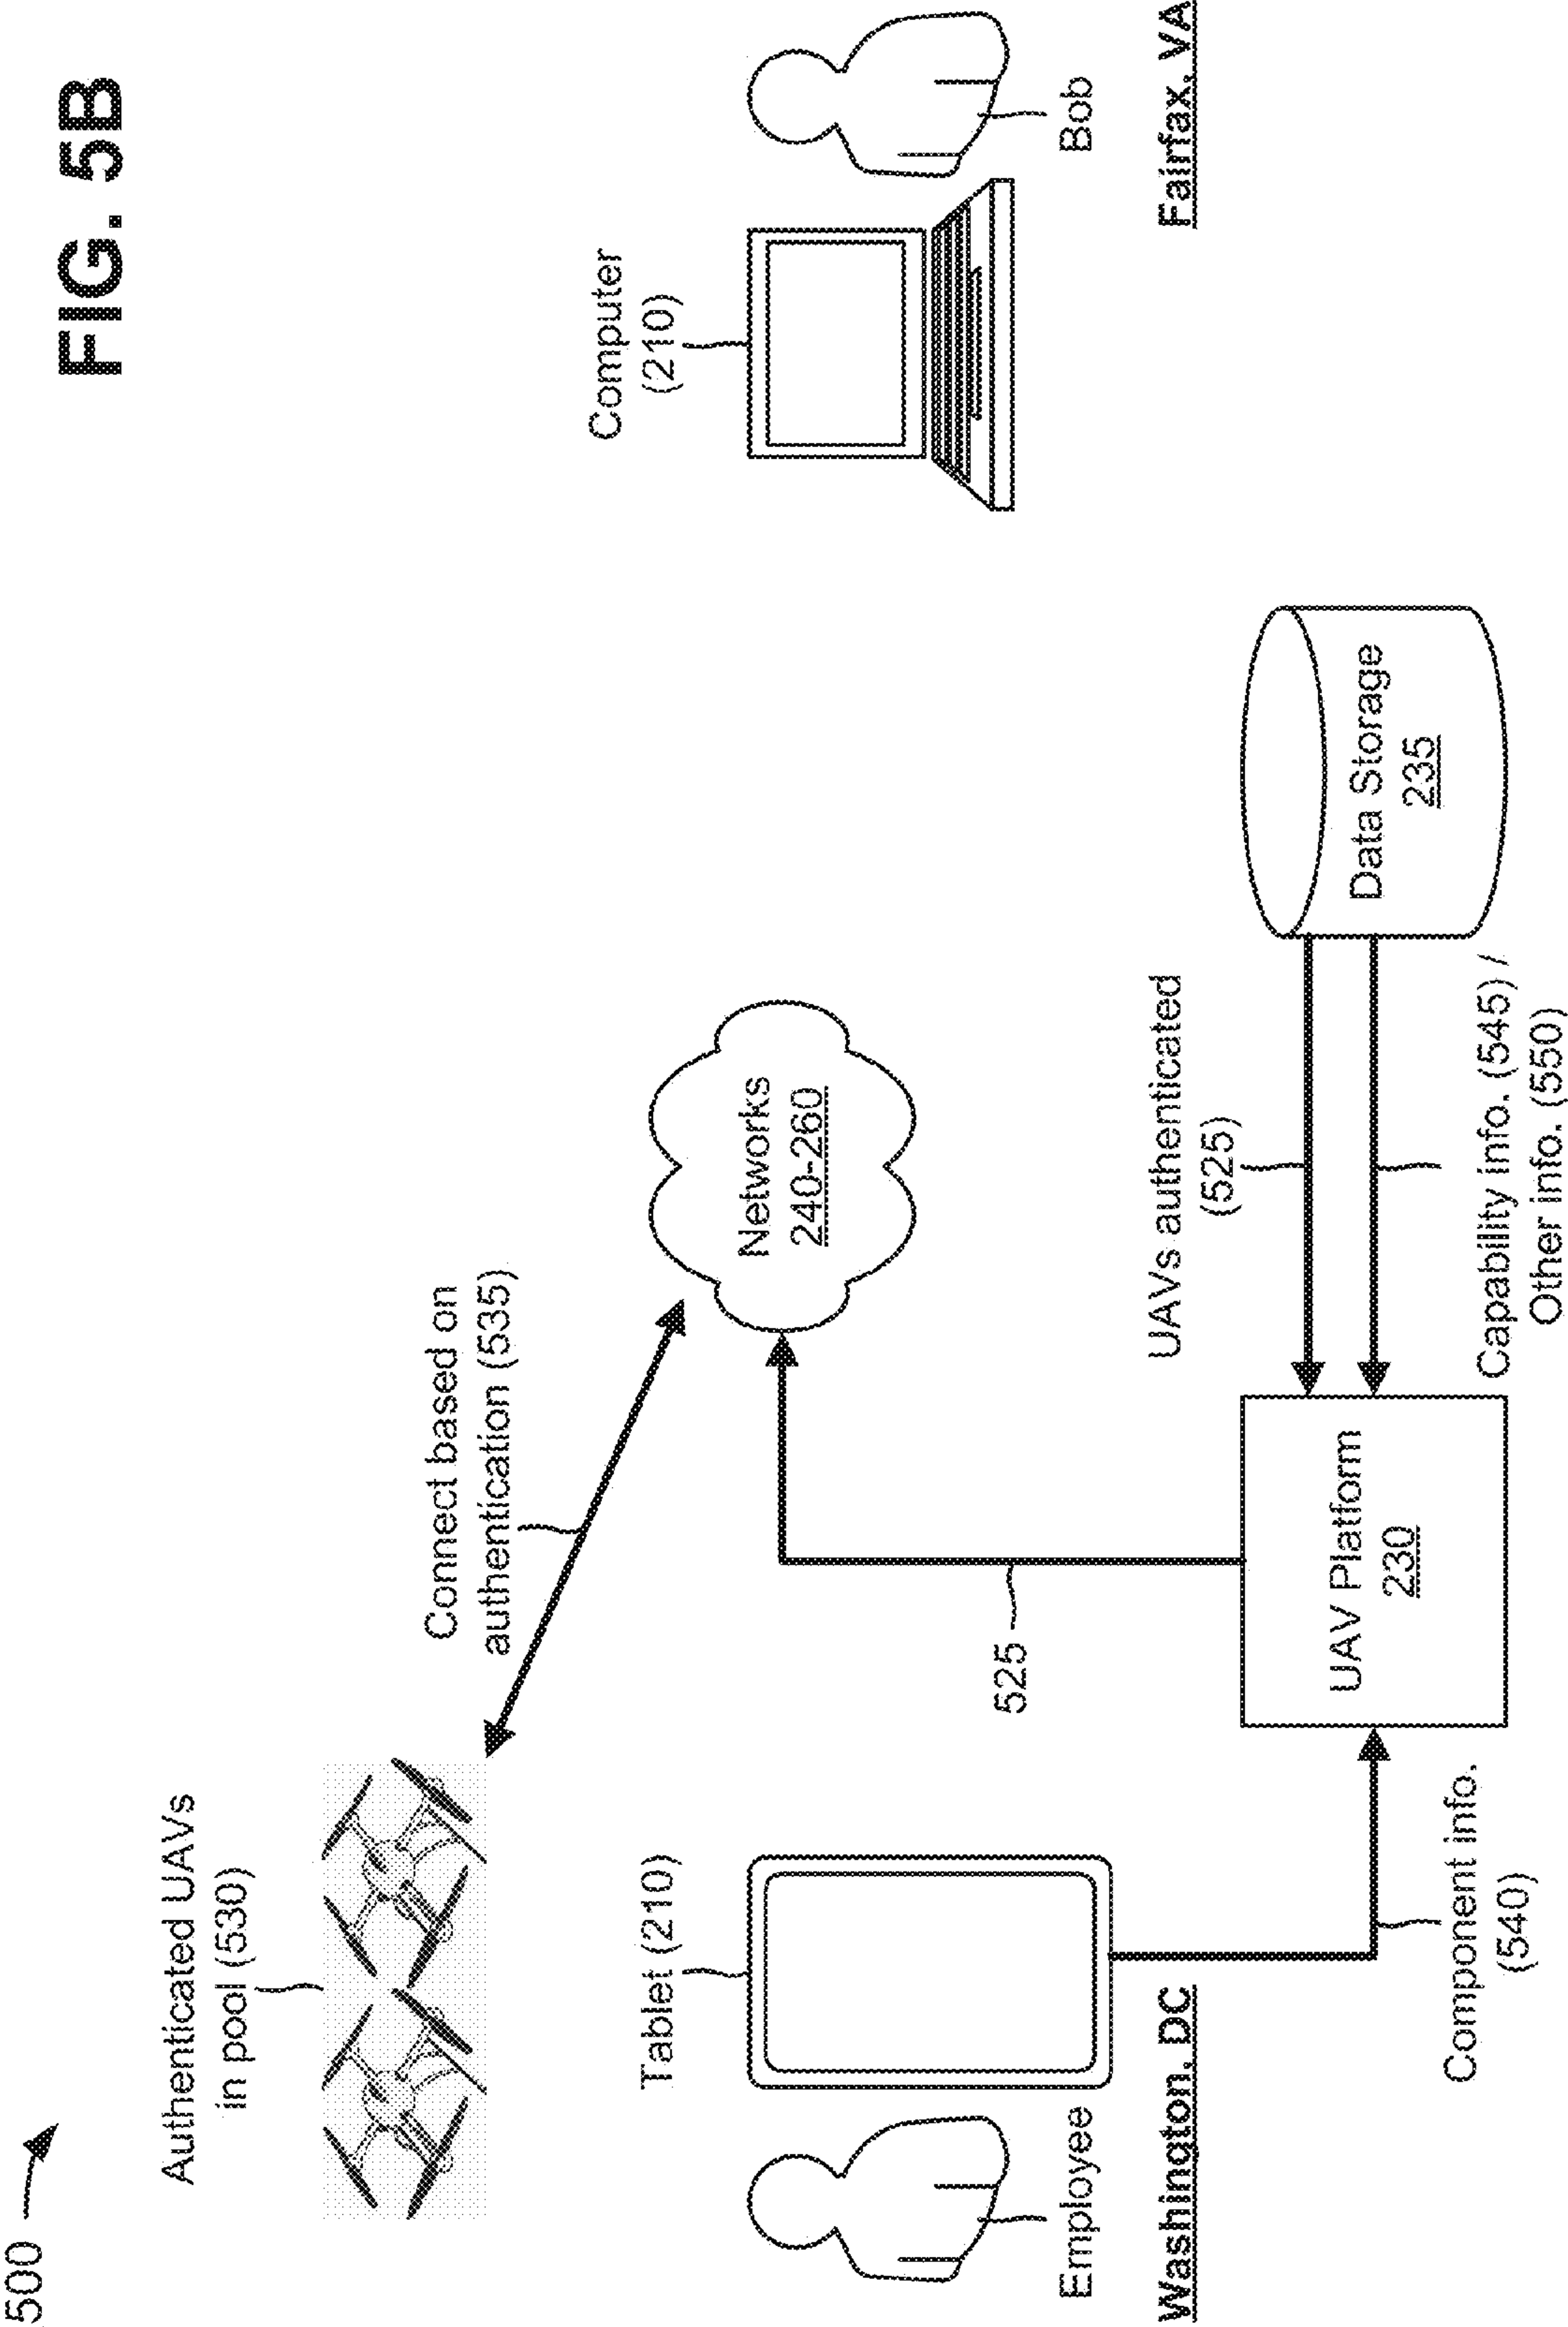 500
FIG. 5B
Authenticated UAVs
in pool (530)
Connect based on
authentication (535)
Computer
(210)
Tablet (210)
Networks
240-260
Employee
Bob
525
Washington, DC
UAVs authenticated
(525)
Fairfax, VA
UAV Platform
230
Data Storage
235
Component info.
(540)
Capability info. (545) /
Other info. (550)